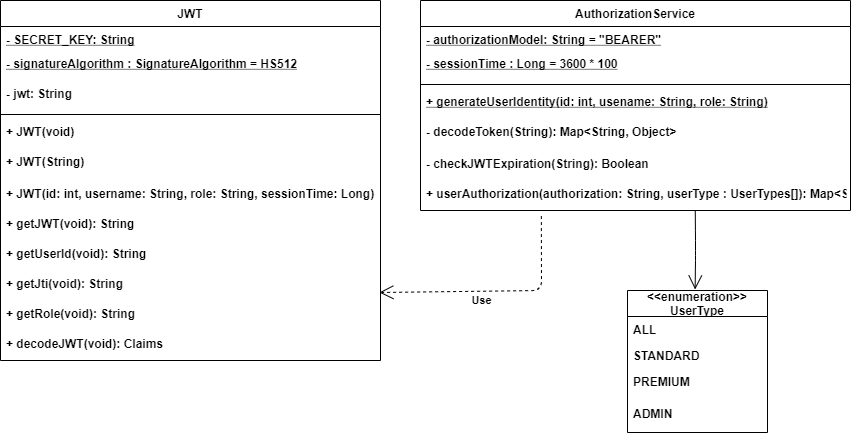 JWT
- SECRET_KEY: String
- signatureAlgorithm : SignatureAlgorithm = HS512
- jwt: String
+ JWT(void)
+ JWT(String)
+ JWT(id: int, username: String, role: String, sessionTime: Long)
+ getJWT(void): String
+ getUserId(void): String
+ getJti(void): String
+ getRole(void): String
+ decodeJWT(void): Claims
AuthorizationService
- authorizationModel: String = "BEARER"
- sessionTime : Long = 3600 * 100
+ generateUserIdentity(id: int, usename: String, role: String)
- decodeToken(String): Map<String, Object>
- checkJWTExpiration(String): Boolean
+ userAuthorization(authorization: String, userType : UserTypes[]): Map<S
Use
<<enumeration>>
UserType
ALL
STANDARD
PREMIUM
ADMIN